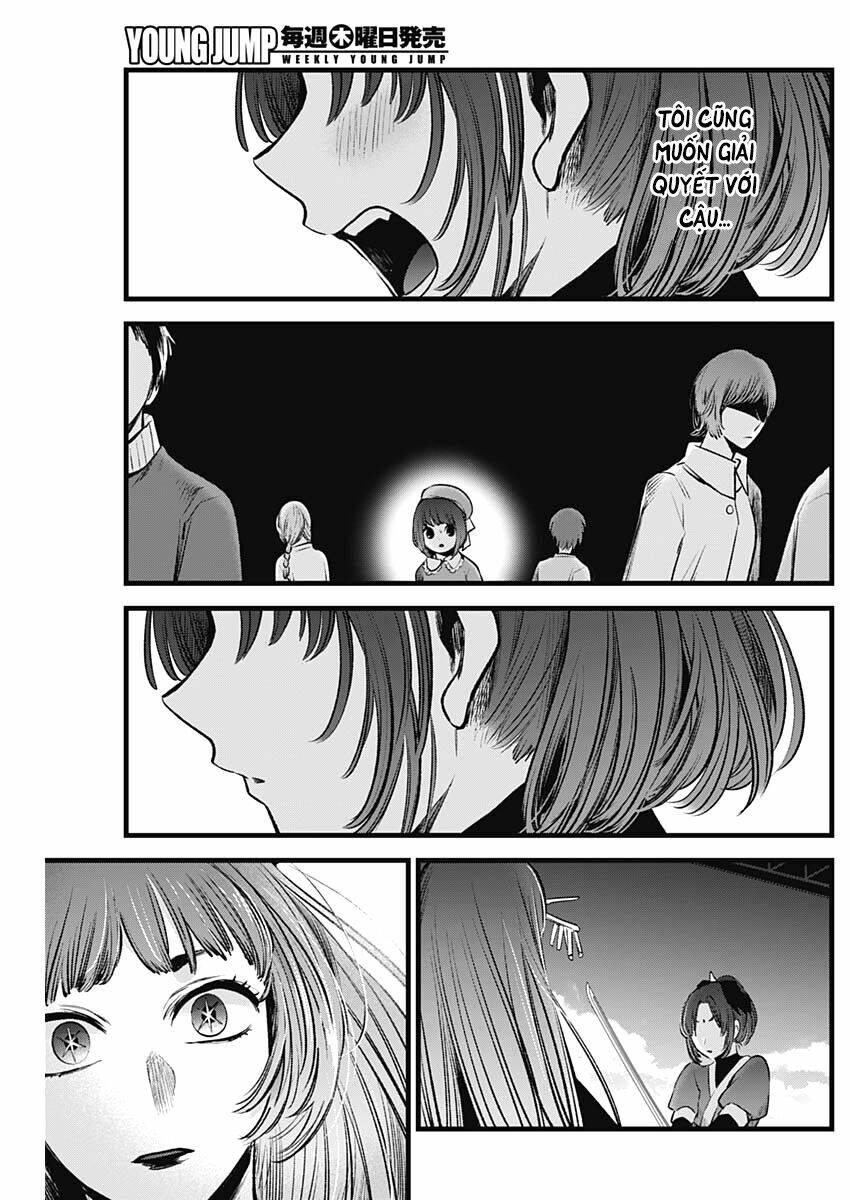 YOUNG JUMP 毎週木曜日発売
WEEKLY YOUNG JUMP
TÔI CŨNG
MUỐN GIẢI
QUYẾT VỚI
CẬU...